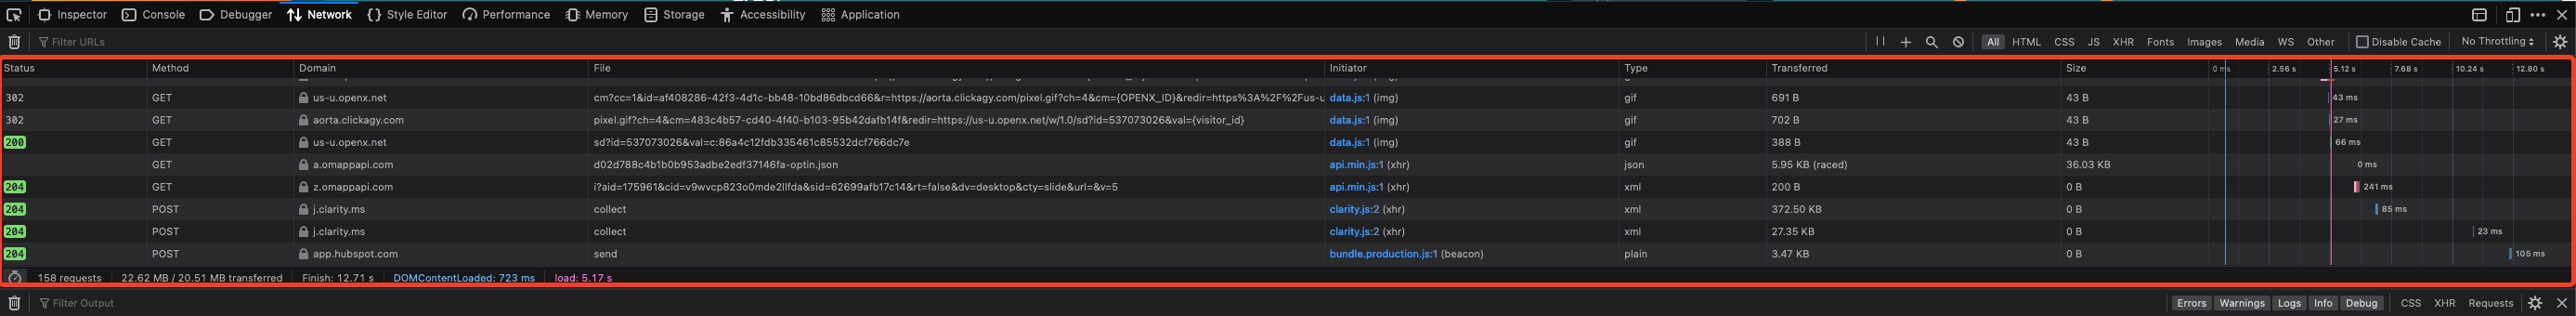 Inspector Console Debugger Network Style Editor Performance Memory Storage Accessibility Application
Filter URLs All HTML CSS JS XHR Fonts Images Media WS Other Disable Cache No Throttling
Status Method Domain File Initiator Type Transferred Size 0 ms 2.56 s 5.12 s 7.68 s 10.24 s 12.80 s
302 GET us-u.openx.net cm?cc=1&id=af408286-42f3-4d1c-bb48-10bd86dbcd66&r=https://aorta.clickagy.com/pixel.gif?ch=4&cm={OPENX_ID}&redir=https%3A%2F%2Fus-u data.js:1 (img) gif 691 B 43 B 43 ms
302 GET aorta.clickagy.com pixel.gif?ch=4&cm=483c4b57-cd40-4f40-b103-95b42dafb14f&redir=https://us-u.openx.net/w/1.0/sd?id=537073026&val={visitor_id} data.js:1 (img) gif 702 B 43 B 27 ms
200 GET us-u.openx.net sd?id=537073026&val=c:86a4c12fdb335461c85532dcf766dc7e data.js:1 (img) gif 388 B 43 B 66 ms
GET a.omappapi.com d02d788c4b1b0b953adbe2edf37146fa-optin.json api.min.js:1 (xhr) json 5.95 KB (raced) 36.03 KB 0 ms
204 GET z.omappapi.com i?aid=175961&cid=v9wvcp823o0mde2llfda&sid=62699afb17c14&rt=false&dv=desktop&cty=slide&url=&v=5 api.min.js:1 (xhr) xml 200 B 0 B 241 ms
204 POST j.clarity.ms collect clarity.js:2 (xhr) xml 372.50 KB 0 B 85 ms
204 POST j.clarity.ms collect clarity.js:2 (xhr) xml 27.35 KB 0 B 23 ms
204 POST app.hubspot.com send bundle.production.js:1 (beacon) plain 3.47 KB 0 B 105 ms
158 requests 22.62 MB / 20.51 MB transferred Finish: 12.71 s DOMContentLoaded: 723 ms load: 5.17 s
Filter Output Errors Warnings Logs Info Debug CSS XHR Requests